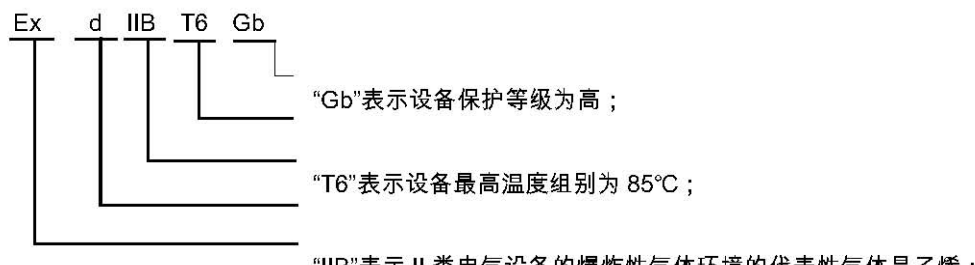 Ex d IIB T6 Gb
“Gb”表示设备保护等级为高；
“T6”表示设备最高温度组别为 85℃；
“IIB”表示 II 类电气设备的爆炸性气体环境的代表性气体是乙烯；